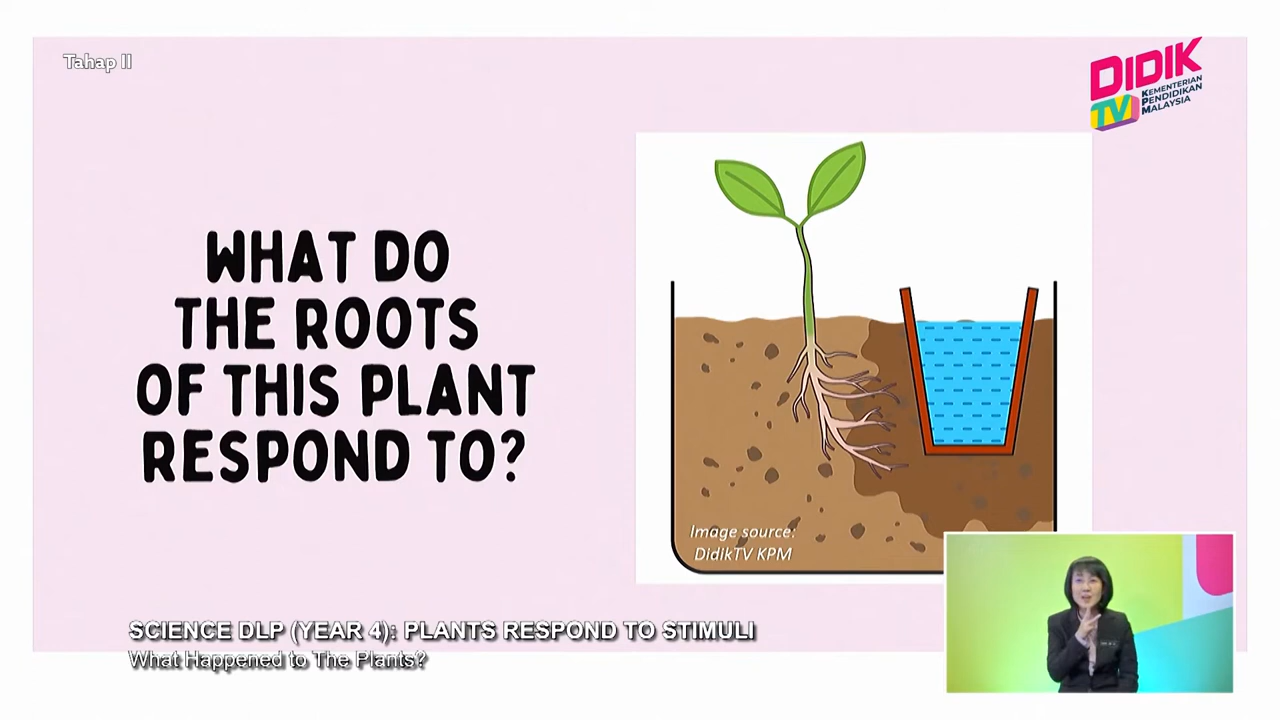 Tahap II
DIDIK
TV
KEMENTERIAN
PENDIDIKAN
MALAYSIA
WHAT DO
THE ROOTS
OF THIS PLANT
RESPOND TO?
Image source:
DidikTV KPM
SCIENCE DLP (YEAR 4): PLANTS RESPOND TO STIMULI
What Happened to The Plants?